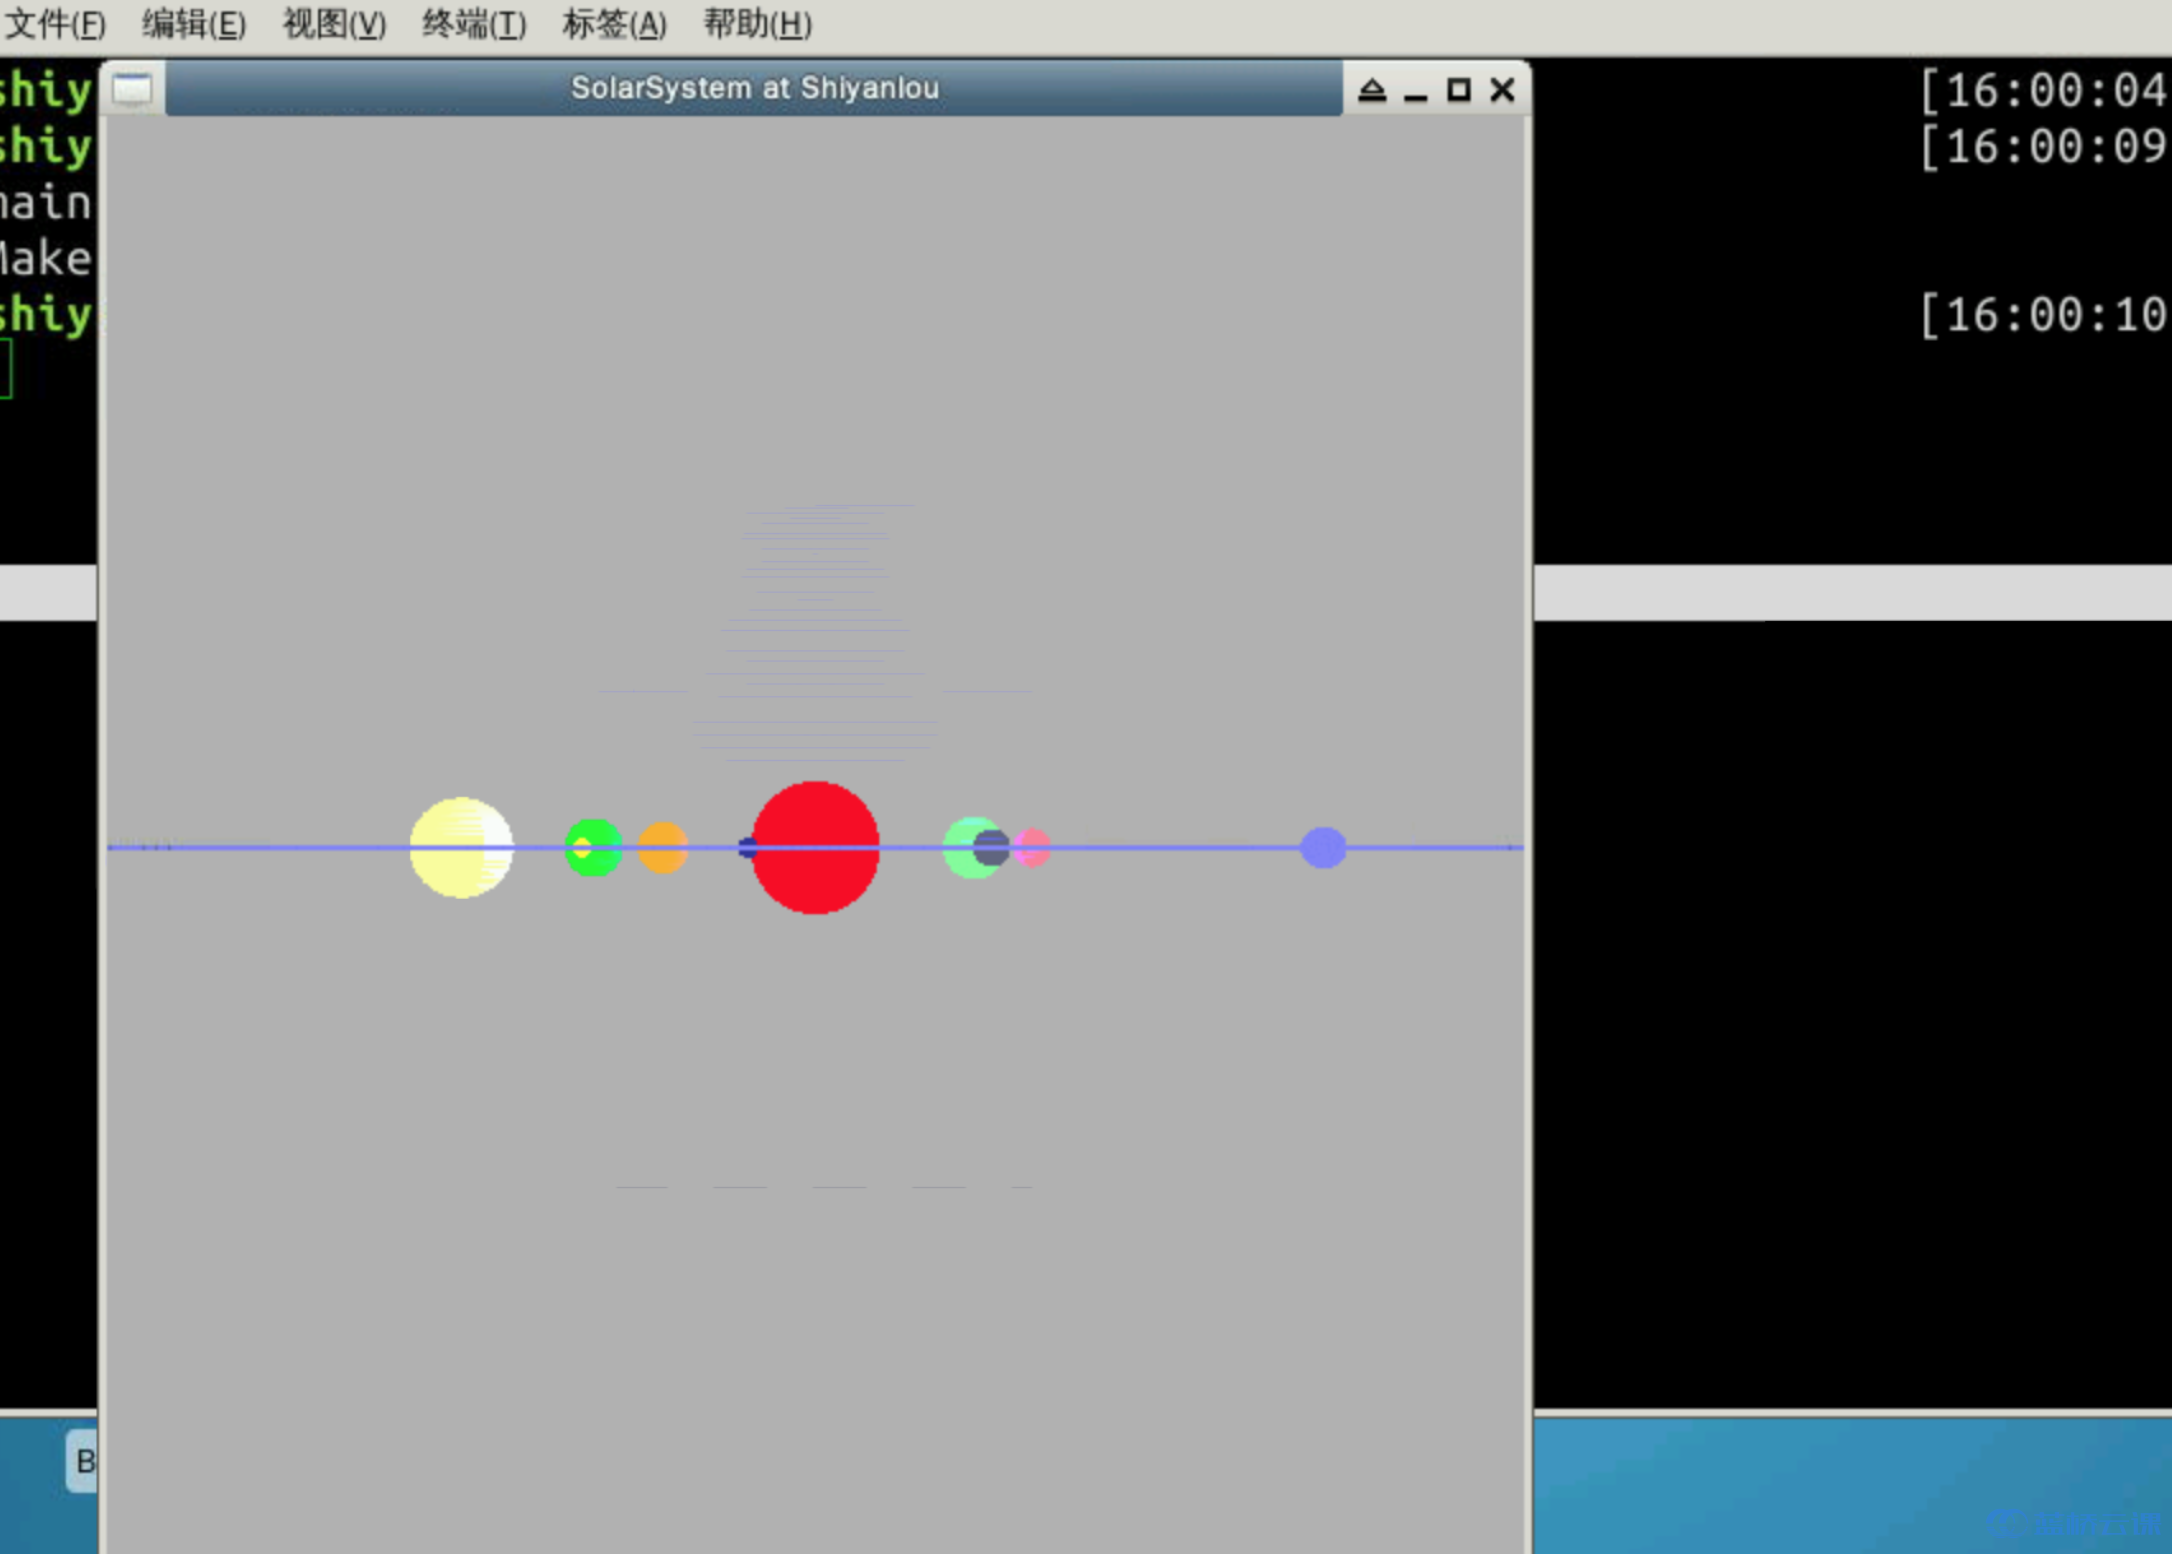 文件(F) 编辑(E) 视图(V) 终端(T) 标签(A) 帮助(H)
SolarSystem at Shiyanlou
shiy [16:00:04
shiy [16:00:09
main
Make
shiy [16:00:10
B